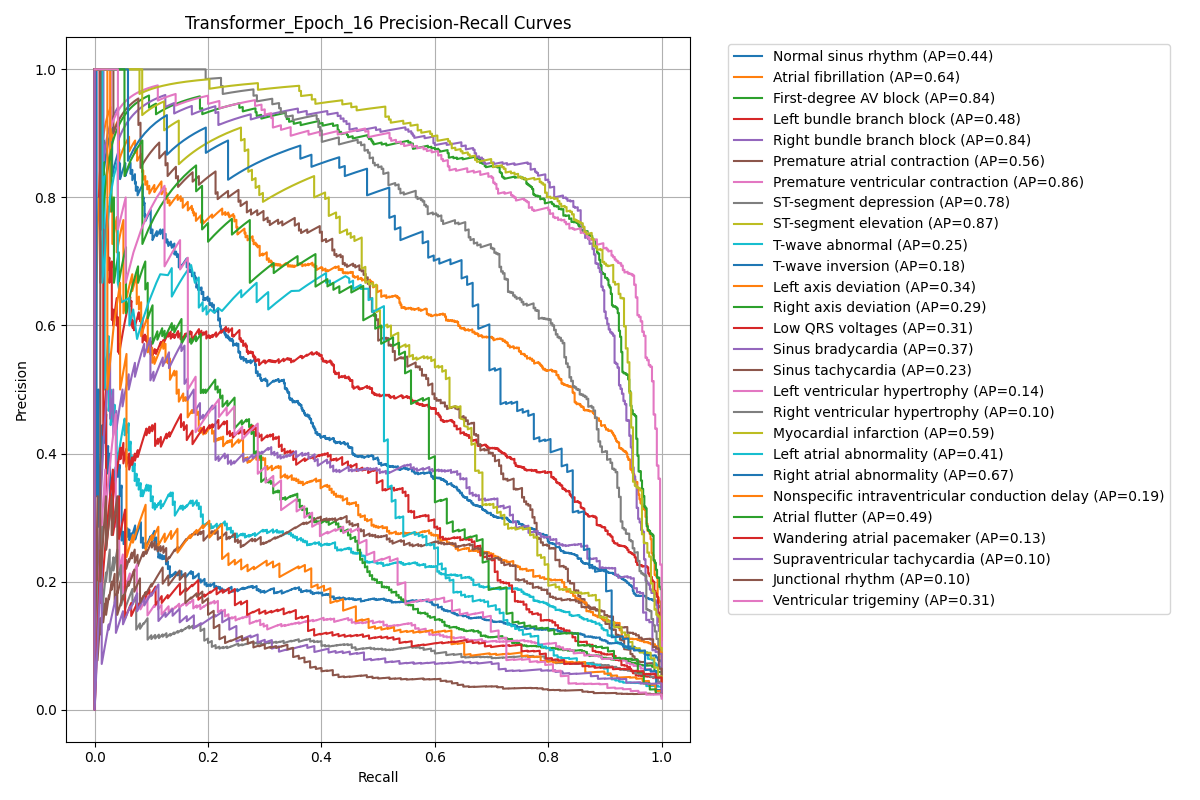 Transformer_Epoch_16 Precision-Recall Curves
Precision
1.0
0.8
0.6
0.4
0.2
0.0
0.0 0.2 0.4 0.6 0.8 1.0
Recall
Normal sinus rhythm (AP=0.44)
Atrial fibrillation (AP=0.64)
First-degree AV block (AP=0.84)
Left bundle branch block (AP=0.48)
Right bundle branch block (AP=0.84)
Premature atrial contraction (AP=0.56)
Premature ventricular contraction (AP=0.86)
ST-segment depression (AP=0.78)
ST-segment elevation (AP=0.87)
T-wave abnormal (AP=0.25)
T-wave inversion (AP=0.18)
Left axis deviation (AP=0.34)
Right axis deviation (AP=0.29)
Low QRS voltages (AP=0.31)
Sinus bradycardia (AP=0.37)
Sinus tachycardia (AP=0.23)
Left ventricular hypertrophy (AP=0.14)
Right ventricular hypertrophy (AP=0.10)
Myocardial infarction (AP=0.59)
Left atrial abnormality (AP=0.41)
Right atrial abnormality (AP=0.67)
Nonspecific intraventricular conduction delay (AP=0.19)
Atrial flutter (AP=0.49)
Wandering atrial pacemaker (AP=0.13)
Supraventricular tachycardia (AP=0.10)
Junctional rhythm (AP=0.10)
Ventricular trigeminy (AP=0.31)